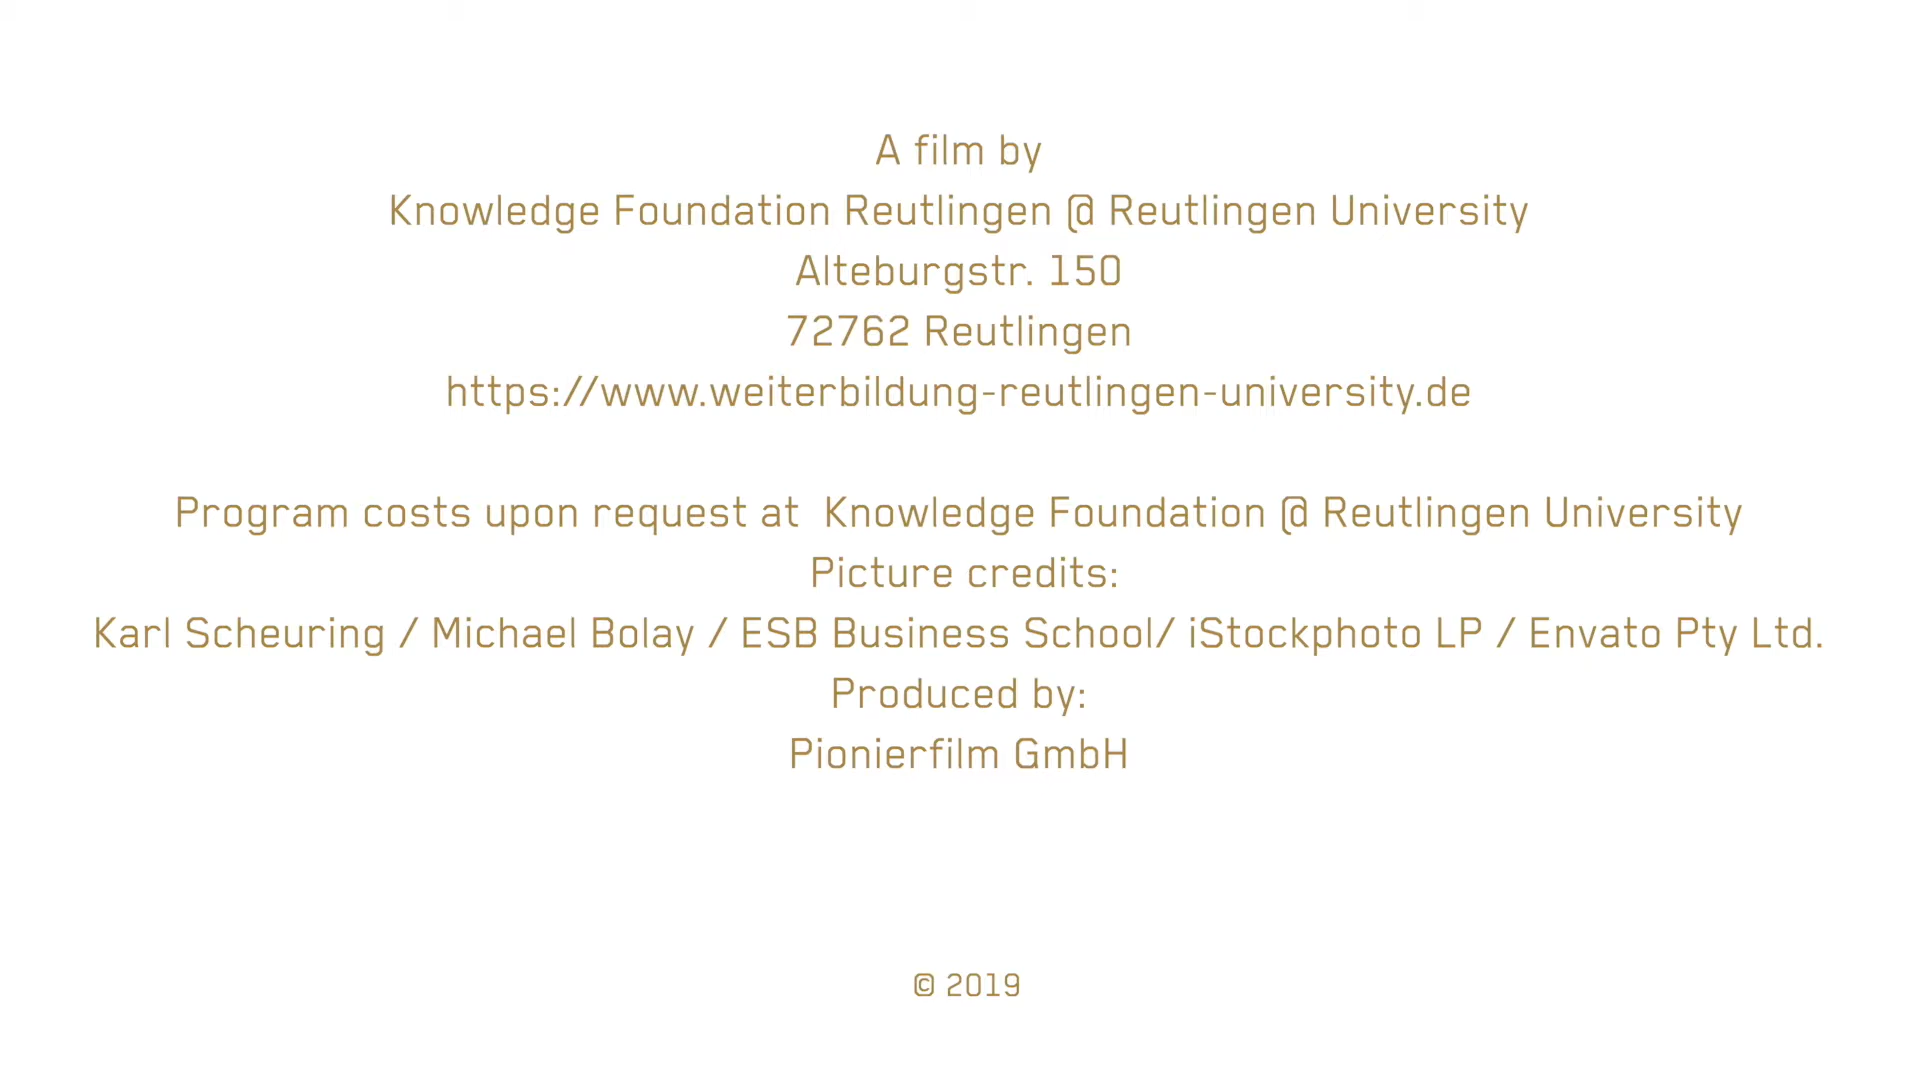 A film by
Knowledge Foundation Reutlingen @ Reutlingen University
Alteburgstr. 150
72762 Reutlingen
https://www.weiterbildung-reutlingen-university.de
Program costs upon request at  Knowledge Foundation @ Reutlingen University
Picture credits:
Karl Scheuring / Michael Bolay / ESB Business School/ iStockphoto LP / Envato Pty Ltd.
Produced by:
Pionierfilm GmbH
© 2019